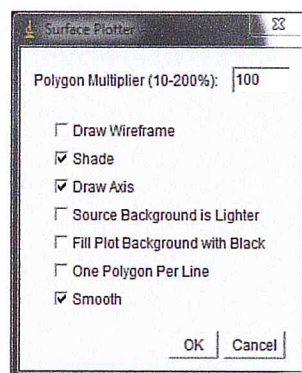 Surface Plotter
Polygon Multiplier (10-200%): 100
Draw Wireframe
Shade
Draw Axis
Source Background is Lighter
Fill Plot Background with Black
One Polygon Per Line
Smooth
OK Cancel